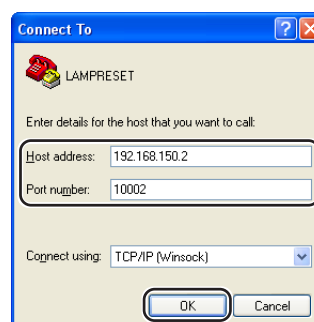 Connect To
LAMPRESET
Enter details for the host that you want to call:
Host address: 192.168.150.2
Port number: 10002
Connect using: TCP/IP (Winsock)
OK Cancel